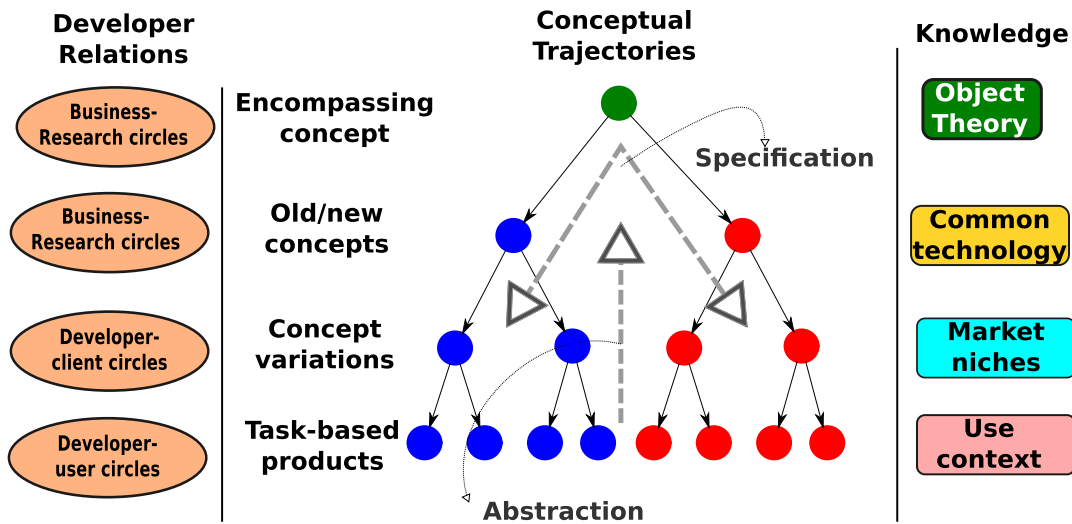 Developer
Relations
Conceptual
Trajectories
Knowledge
Business-
Research circles
Encompassing
concept
Object
Theory
Specification
Business-
Research circles
Old/new
concepts
Common
technology
Developer-
client circles
Concept
variations
Market
niches
Developer-
user circles
Task-based
products
Use
context
Abstraction